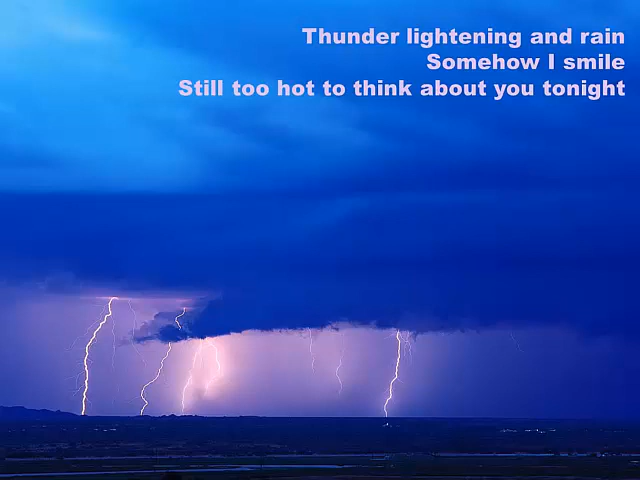 Thunder lightening and rain
Somehow I smile
Still too hot to think about you tonight